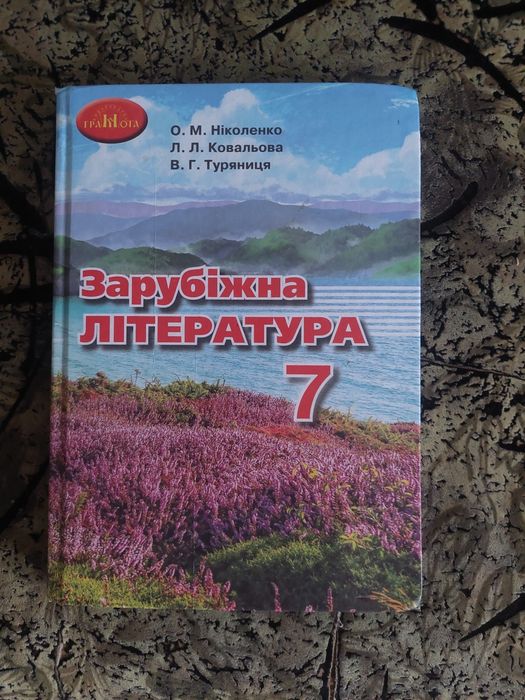 ГРАМОТА
О. М. Ніколенко
Л. Л. Ковальова
В. Г. Туряниця
Зарубіжна
ЛІТЕРАТУРА
7